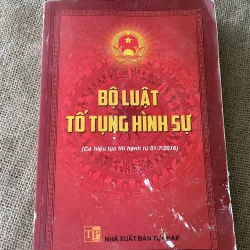 BỘ LUẬT
TỐ TỤNG HÌNH SỰ
(Có hiệu lực thi hành từ 01/7/2016)
NHÀ XUẤT BẢN TƯ PHÁP